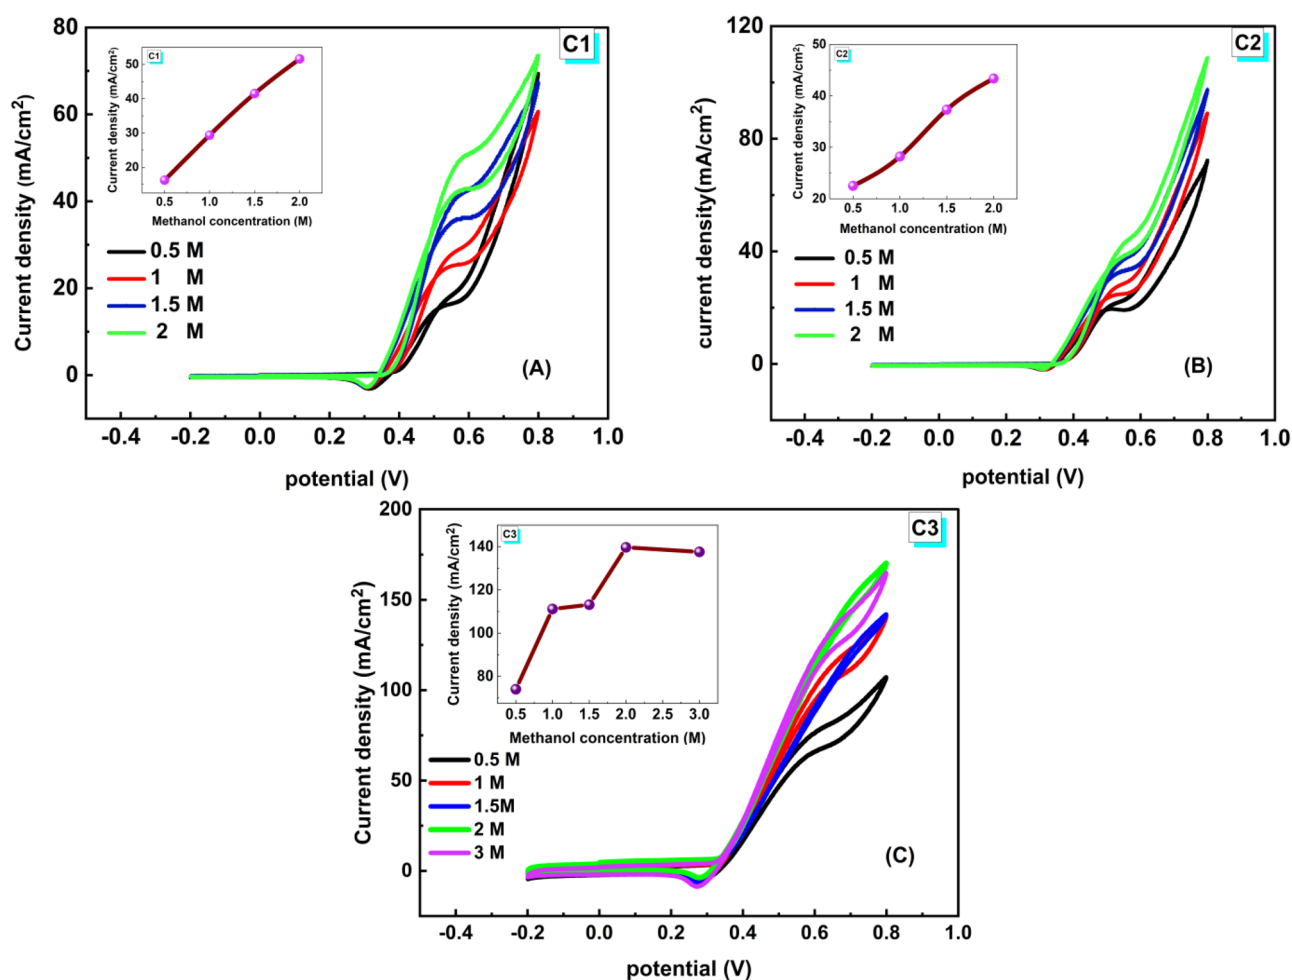 C1
Current density (mA/cm²)
80
60
40
20
0
C1
Current density (mA/cm²)
50
40
30
20
0.5 1.0 1.5 2.0
Methanol concentration (M)
0.5 M
1 M
1.5 M
2 M
(A)
-0.4 -0.2 0.0 0.2 0.4 0.6 0.8 1.0
potential (V)
C2
current density(mA/cm²)
120
80
40
0
C2
Current density (mA/cm²)
50
40
30
20
0.5 1.0 1.5 2.0
Methanol concentration (M)
0.5 M
1 M
1.5 M
2 M
(B)
-0.4 -0.2 0.0 0.2 0.4 0.6 0.8 1.0
potential (V)
C3
Current density (mA/cm²)
200
150
100
50
0
C3
Current density (mA/cm²)
140
120
100
80
0.5 1.0 1.5 2.0 2.5 3.0
Methanol concentration (M)
0.5 M
1 M
1.5M
2 M
3 M
(C)
-0.4 -0.2 0.0 0.2 0.4 0.6 0.8 1.0
potential (V)